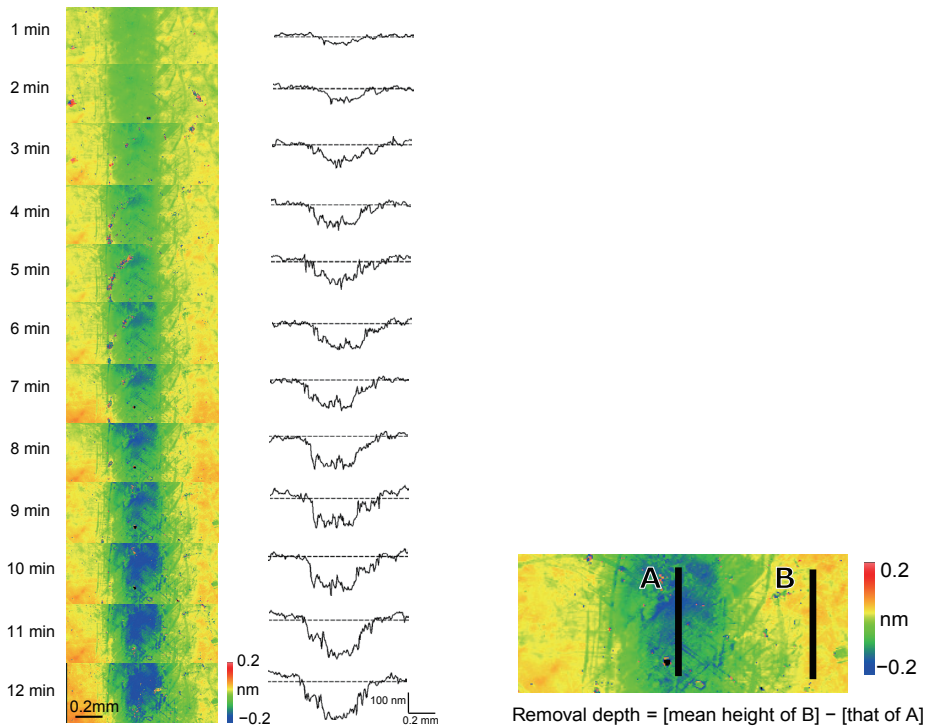 1 min
2 min
3 min
4 min
5 min
6 min
7 min
8 min
9 min
10 min
11 min
12 min
0.2mm
0.2
nm
−0.2
100 nm
0.2 mm
A
B
0.2
nm
−0.2
Removal depth = [mean height of B] − [that of A]